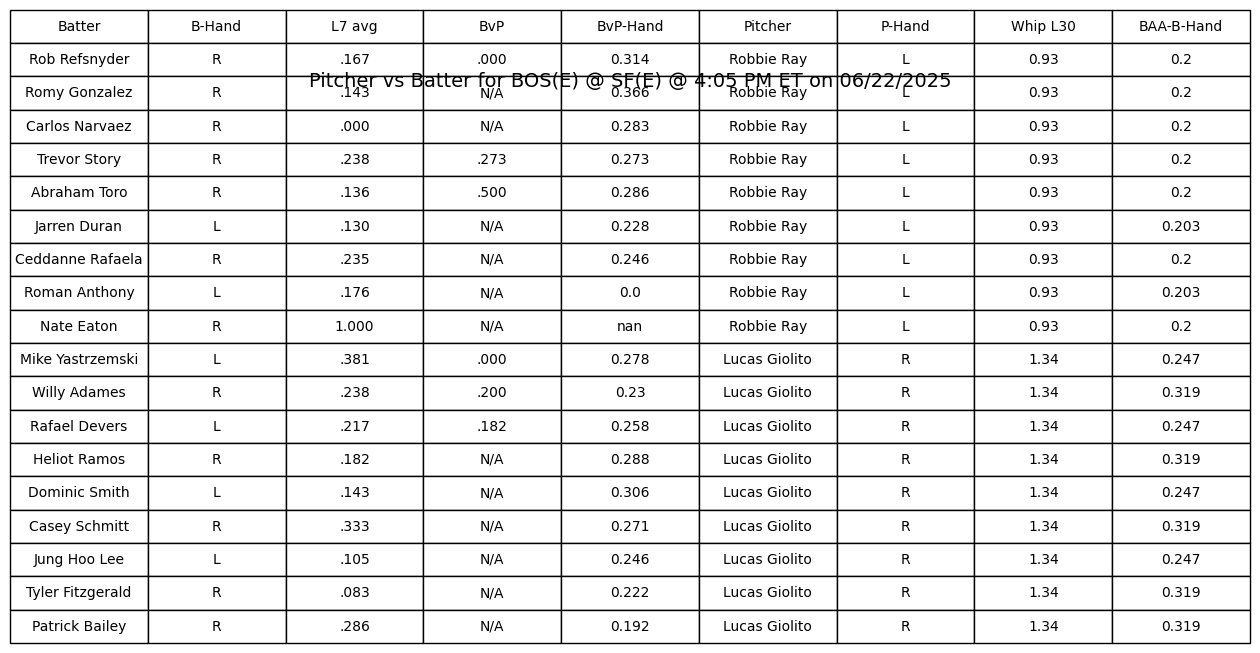 Batter B-Hand L7 avg BvP BvP-Hand Pitcher P-Hand Whip L30 BAA-B-Hand
Rob Refsnyder R .167 .000 0.314 Robbie Ray L 0.93 0.2
Pitcher vs Batter for BOS(E) @ SF(E) @ 4:05 PM ET on 06/22/2025
Romy Gonzalez R .143 N/A 0.366 Robbie Ray L 0.93 0.2
Carlos Narvaez R .000 N/A 0.283 Robbie Ray L 0.93 0.2
Trevor Story R .238 .273 0.273 Robbie Ray L 0.93 0.2
Abraham Toro R .136 .500 0.286 Robbie Ray L 0.93 0.2
Jarren Duran L .130 N/A 0.228 Robbie Ray L 0.93 0.203
Ceddanne Rafaela R .235 N/A 0.246 Robbie Ray L 0.93 0.2
Roman Anthony L .176 N/A 0.0 Robbie Ray L 0.93 0.203
Nate Eaton R 1.000 N/A nan Robbie Ray L 0.93 0.2
Mike Yastrzemski L .381 .000 0.278 Lucas Giolito R 1.34 0.247
Willy Adames R .238 .200 0.23 Lucas Giolito R 1.34 0.319
Rafael Devers L .217 .182 0.258 Lucas Giolito R 1.34 0.247
Heliot Ramos R .182 N/A 0.288 Lucas Giolito R 1.34 0.319
Dominic Smith L .143 N/A 0.306 Lucas Giolito R 1.34 0.247
Casey Schmitt R .333 N/A 0.271 Lucas Giolito R 1.34 0.319
Jung Hoo Lee L .105 N/A 0.246 Lucas Giolito R 1.34 0.247
Tyler Fitzgerald R .083 N/A 0.222 Lucas Giolito R 1.34 0.319
Patrick Bailey R .286 N/A 0.192 Lucas Giolito R 1.34 0.319